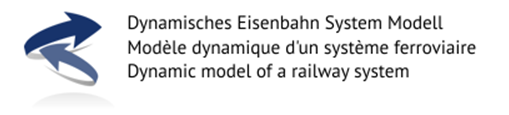 Dynamisches Eisenbahn System Modell
Modèle dynamique d'un système ferroviaire
Dynamic model of a railway system